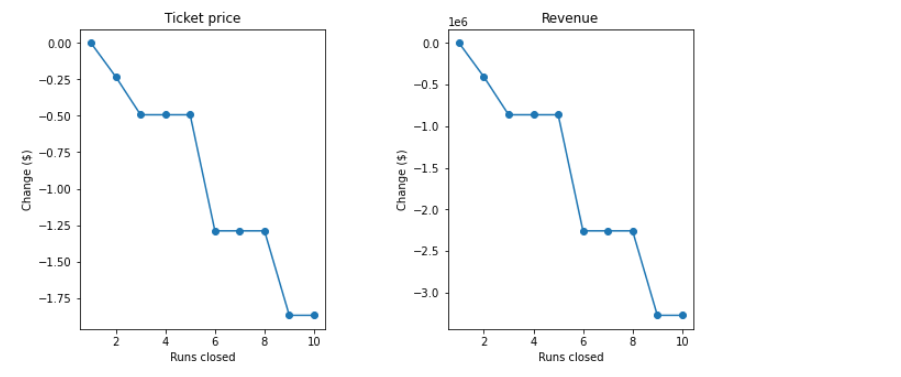 Ticket price
0.00
−0.25
−0.50
−0.75
−1.00
−1.25
−1.50
−1.75
Change ($)
2 4 6 8 10
Runs closed
Revenue
1e6
0.0
−0.5
−1.0
−1.5
−2.0
−2.5
−3.0
Change ($)
2 4 6 8 10
Runs closed